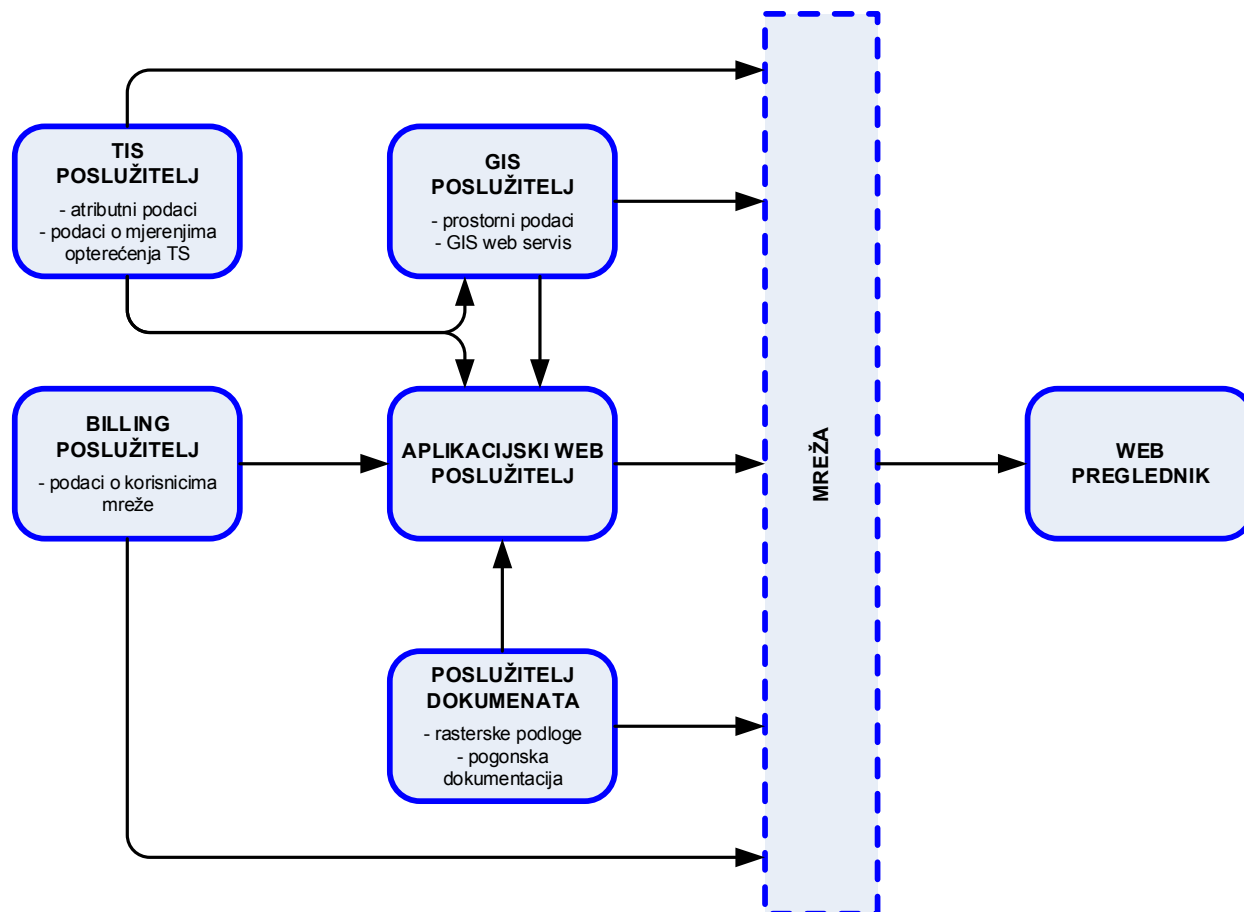 TIS
POSLUŽITELJ
- atributni podaci
- podaci o mjerenjima
opterećenja TS
GIS
POSLUŽITELJ
- prostorni podaci
- GIS web servis
BILLING
POSLUŽITELJ
- podaci o korisnicima
mreže
APLIKACIJSKI WEB
POSLUŽITELJ
POSLUŽITELJ
DOKUMENATA
- rasterske podloge
- pogonska
dokumentacija
MREŽA
WEB
PREGLEDNIK